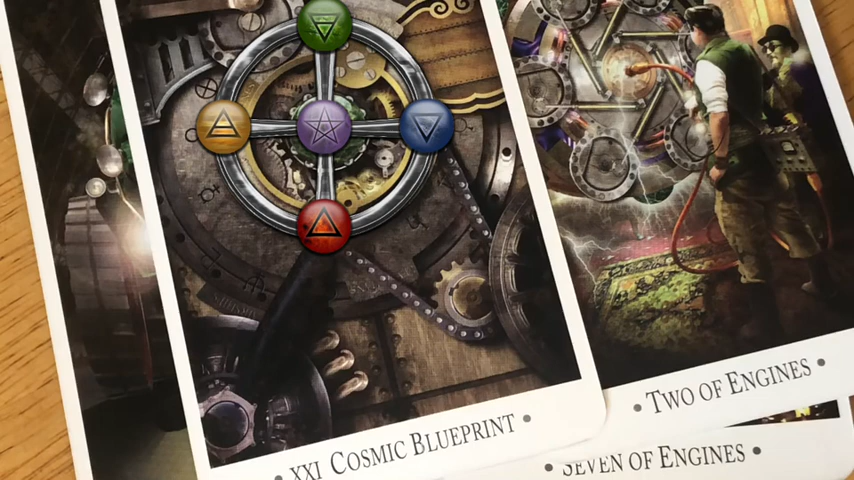 • XXI COSMIC BLUEPRINT •
• TWO OF ENGINES •
• SEVEN OF ENGINES •